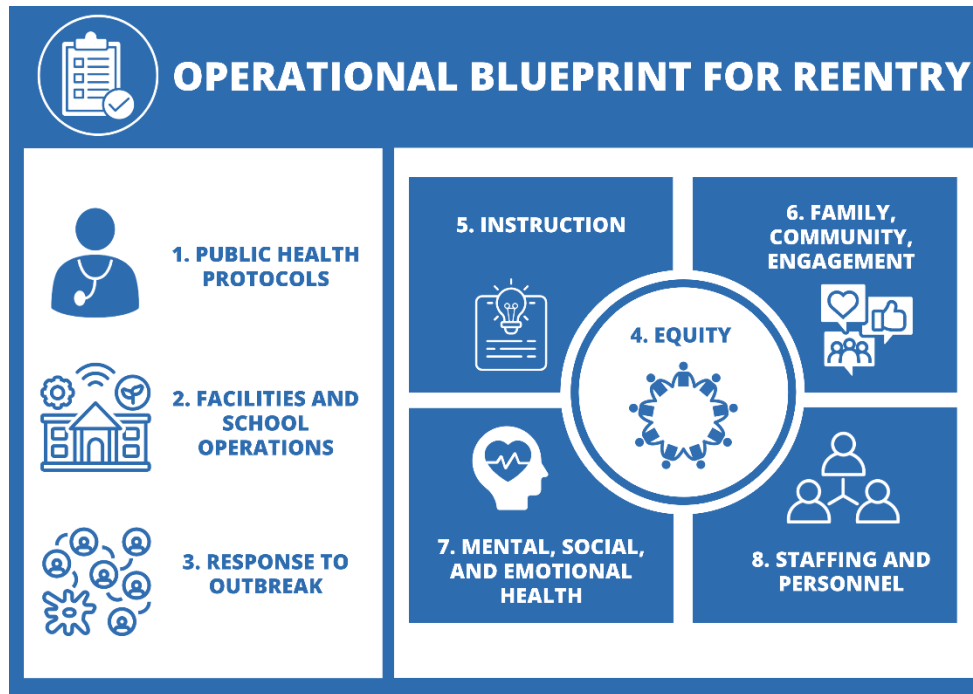 OPERATIONAL BLUEPRINT FOR REENTRY
1. PUBLIC HEALTH
PROTOCOLS
2. FACILITIES AND
SCHOOL
OPERATIONS
3. RESPONSE TO
OUTBREAK
4. EQUITY
5. INSTRUCTION
6. FAMILY,
COMMUNITY,
ENGAGEMENT
7. MENTAL, SOCIAL,
AND EMOTIONAL
HEALTH
8. STAFFING AND
PERSONNEL